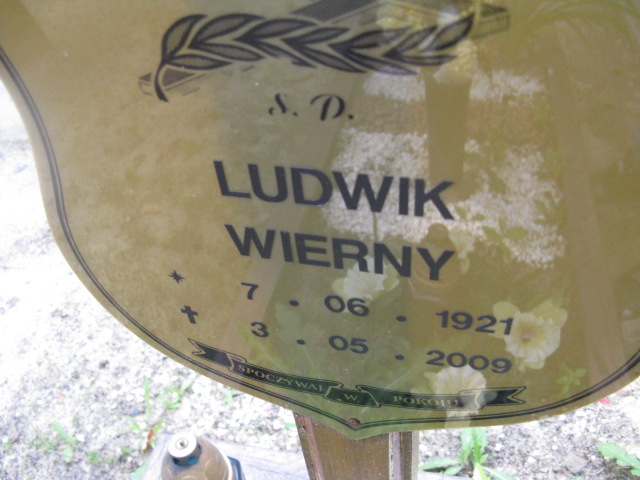 Ś. P.
LUDWIK
WIERNY
* 7 . 06 . 1921
✝ 3 . 05 . 2009
SPOCZYWAJ W POKOJU